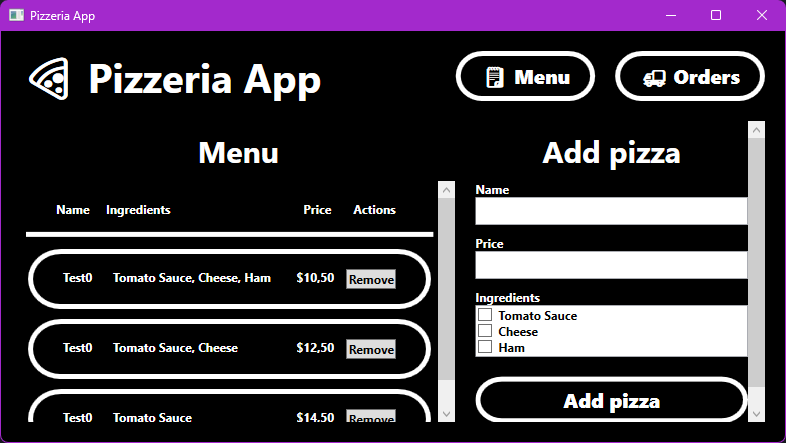 Pizzeria App
Pizzeria App
Menu
Orders
Menu
Name Ingredients Price Actions
Test0 Tomato Sauce, Cheese, Ham $10,50 Remove
Test0 Tomato Sauce, Cheese $12,50 Remove
Test0 Tomato Sauce $14,50 Remove
Add pizza
Name
Price
Ingredients
Tomato Sauce
Cheese
Ham
Add pizza